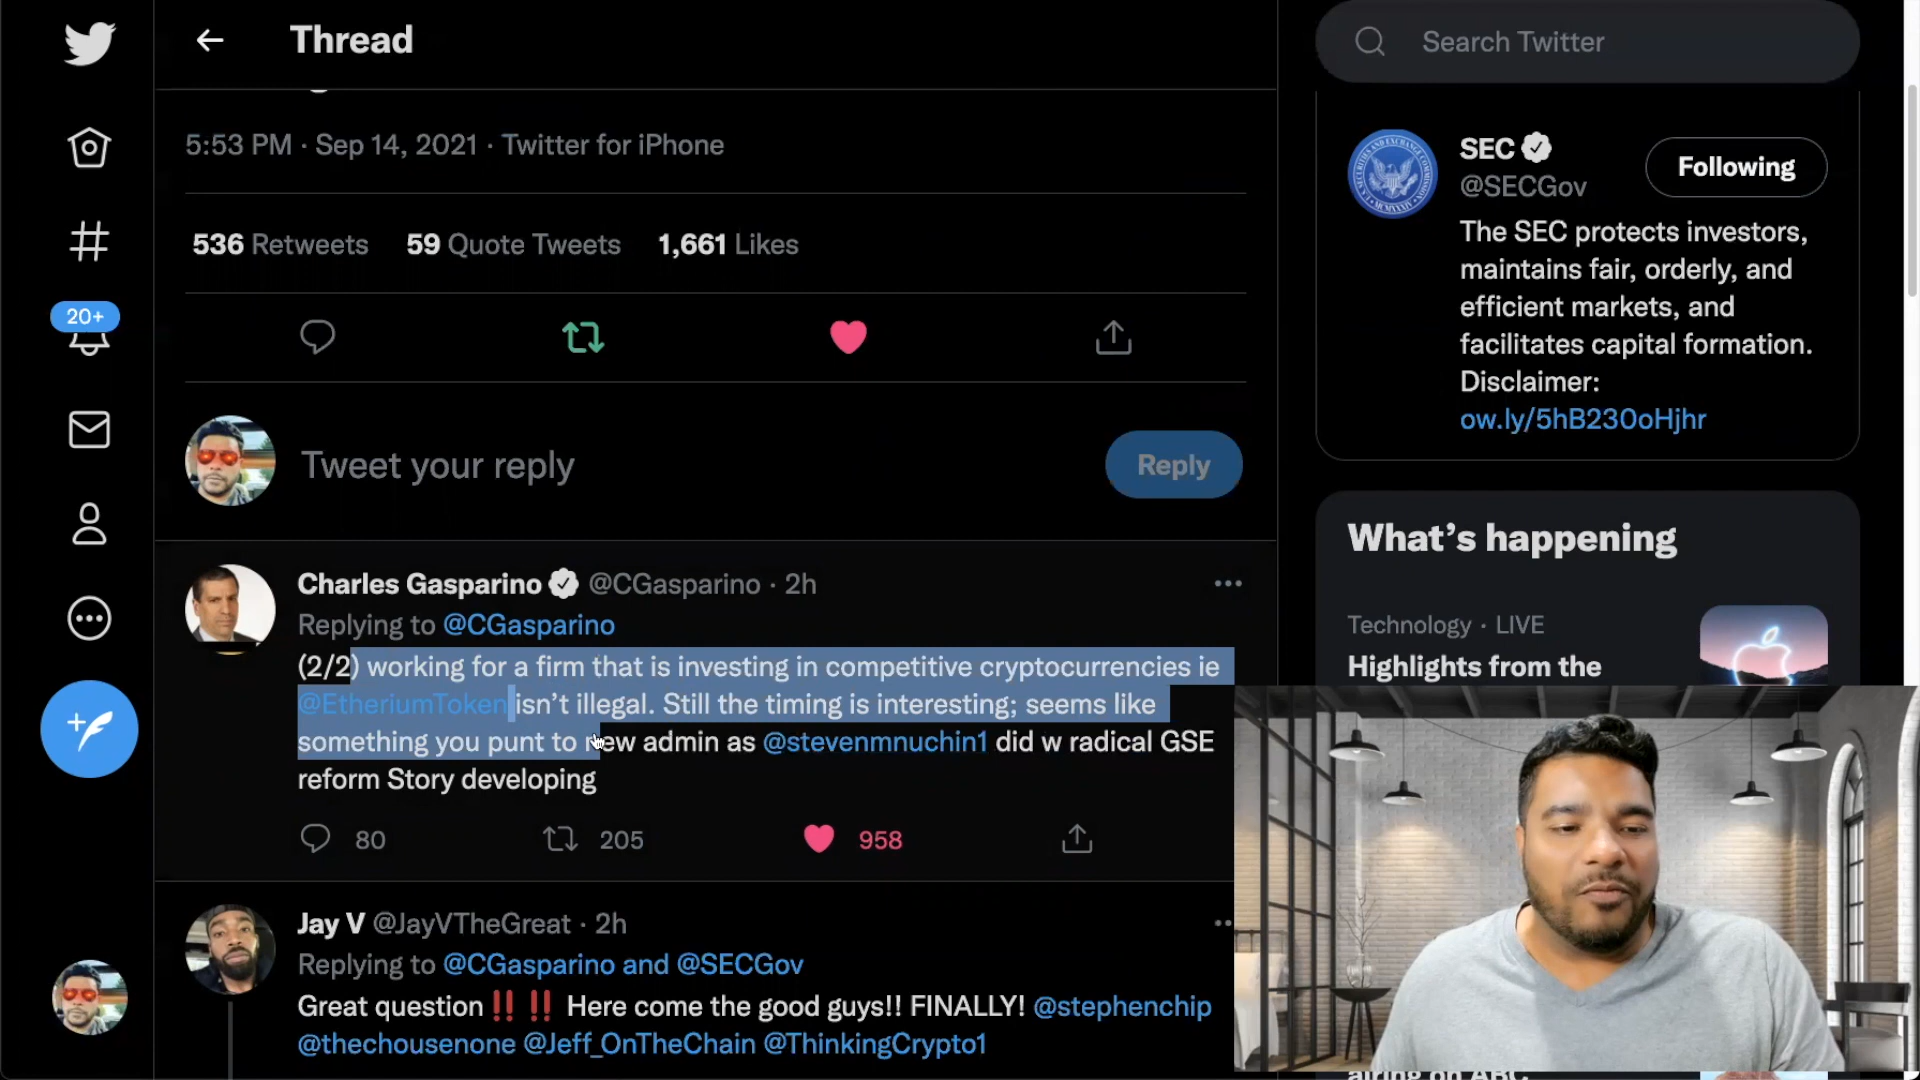 Thread
Search Twitter
5:53 PM · Sep 14, 2021 · Twitter for iPhone
536 Retweets 59 Quote Tweets 1,661 Likes
20+
Tweet your reply
Reply
Charles Gasparino @CGasparino · 2h
Replying to @CGasparino
(2/2) working for a firm that is investing in competitive cryptocurrencies ie
@EtheriumToken isn’t illegal. Still the timing is interesting; seems like
something you punt to new admin as @stevenmnuchin1 did w radical GSE
reform Story developing
80 205 958
Jay V @JayVTheGreat · 2h
Replying to @CGasparino and @SECGov
Great question‼️ ‼️ Here come the good guys!! FINALLY! @stephenchip
@thechousenone @Jeff_OnTheChain @ThinkingCrypto1
SEC
@SECGov
Following
The SEC protects investors,
maintains fair, orderly, and
efficient markets, and
facilitates capital formation.
Disclaimer:
ow.ly/5hB230oHjhr
What’s happening
Technology · LIVE
Highlights from the
airing on ABC.